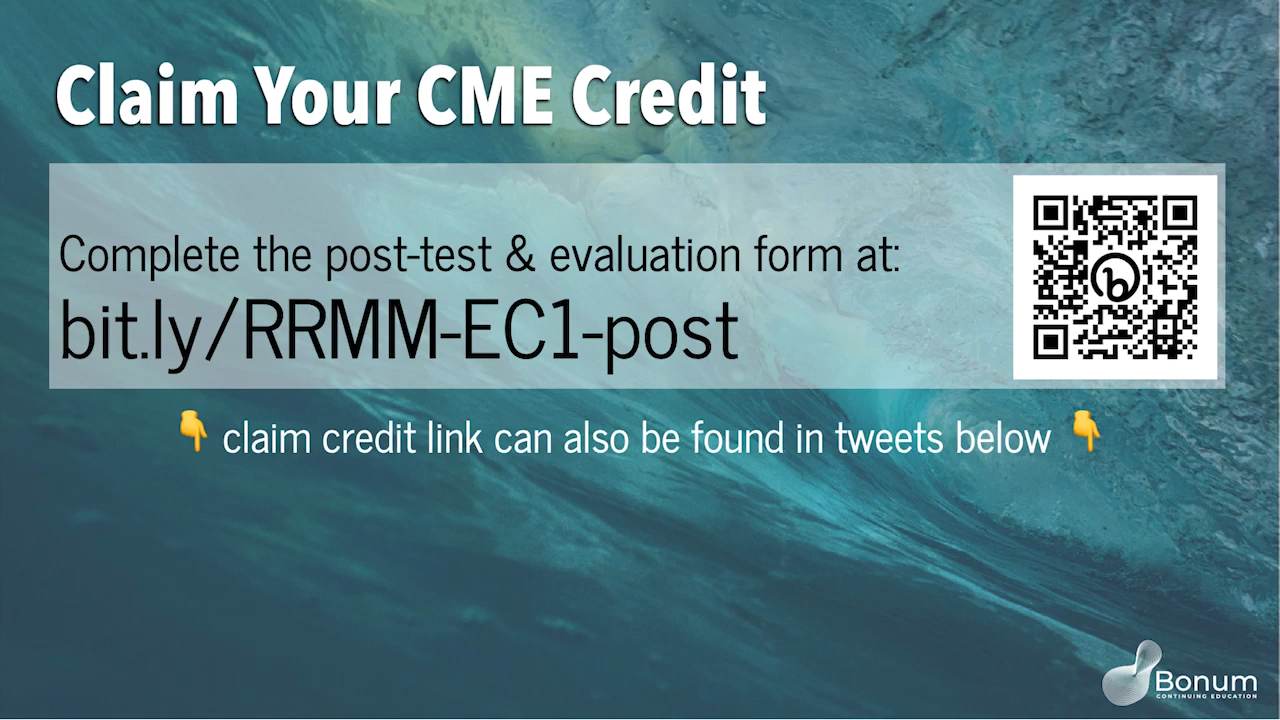 Claim Your CME Credit
Complete the post-test & evaluation form at:
bit.ly/RRMM-EC1-post
👇 claim credit link can also be found in tweets below 👇
Bonum
CONTINUING EDUCATION